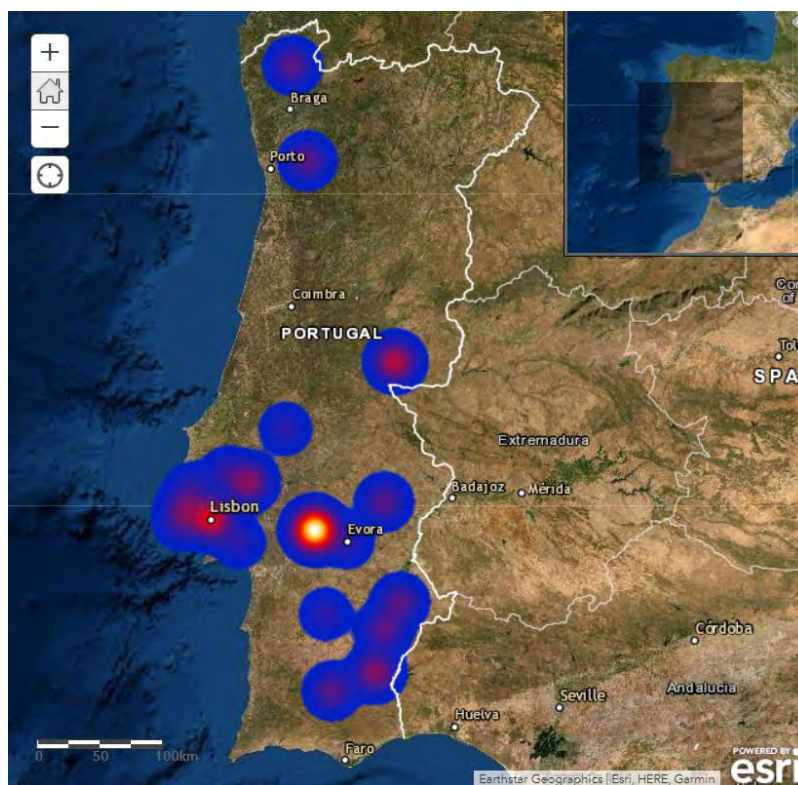 +
−
Braga
Porto
Coimbra
PORTUGAL
SPA
Extremadura
Badajoz
Mérida
Lisbon
Evora
Córdoba
Seville
Andalucia
Huelva
Faro
0 50 100km
POWERED BY
esri
Earthstar Geographics | Esri, HERE, Garmin